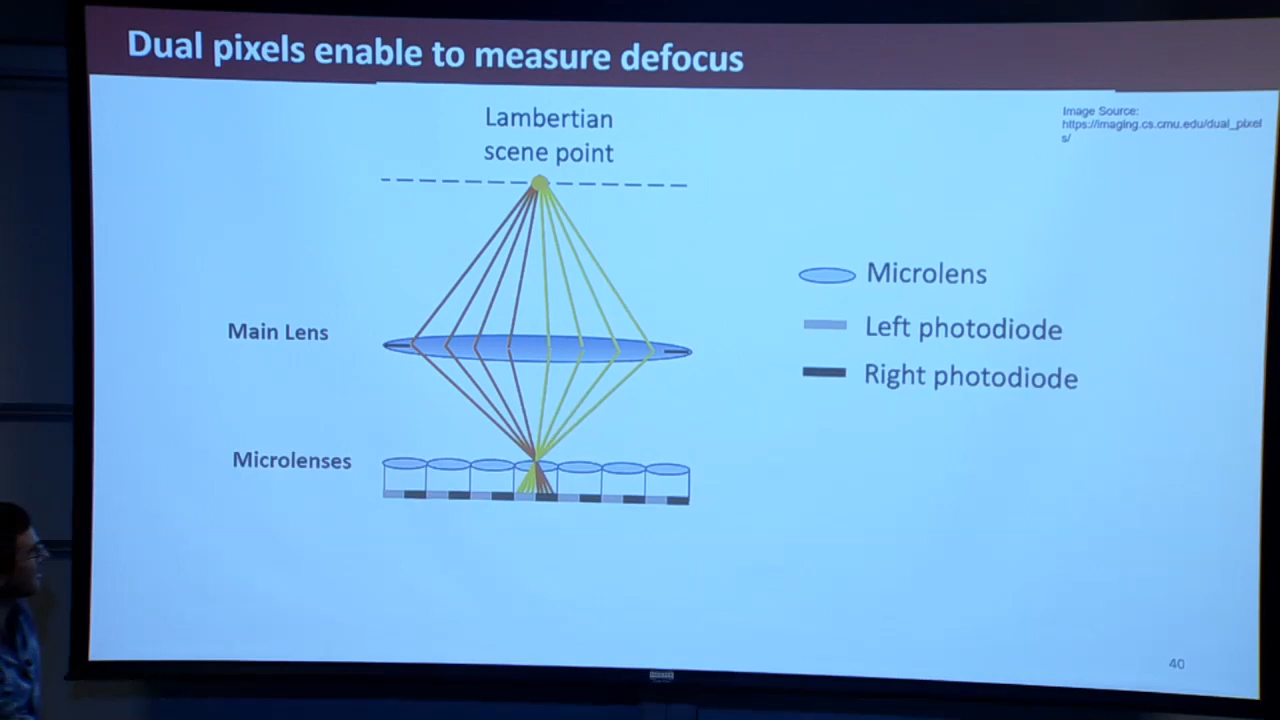 Dual pixels enable to measure defocus
Image Source:
https://imaging.cs.cmu.edu/dual_pixel
s/
Lambertian
scene point
Microlens
Main Lens
Left photodiode
Right photodiode
Microlenses
40